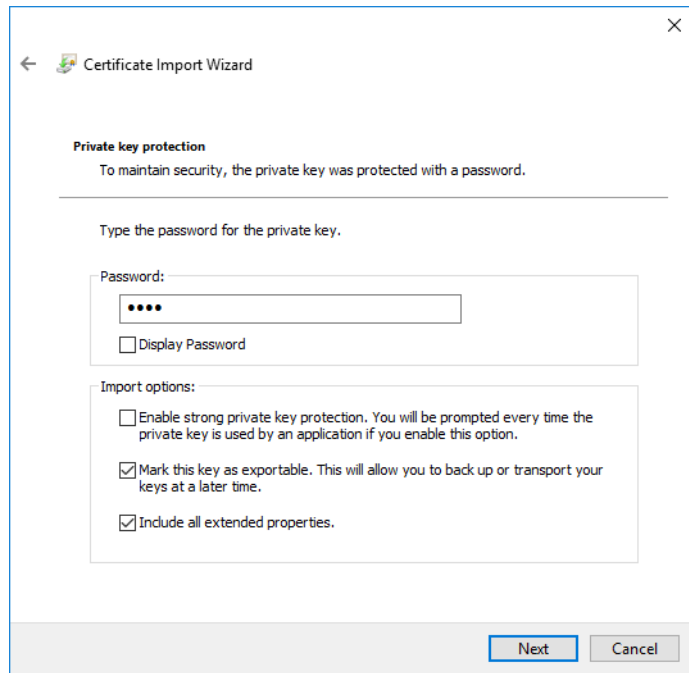 Certificate Import Wizard
Private key protection
To maintain security, the private key was protected with a password.
Type the password for the private key.
Password:
••••
Display Password
Import options:
Enable strong private key protection. You will be prompted every time the
private key is used by an application if you enable this option.
Mark this key as exportable. This will allow you to back up or transport your
keys at a later time.
Include all extended properties.
Next
Cancel